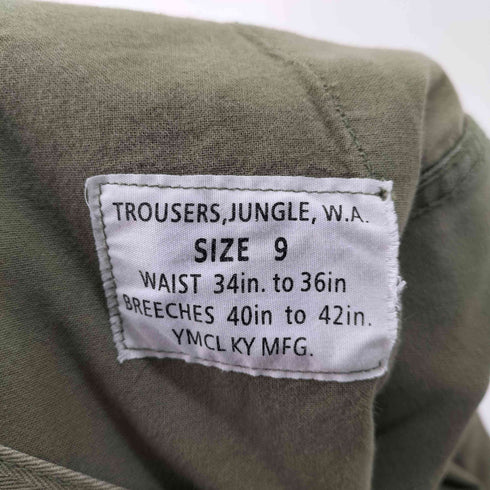 TROUSERS, JUNGLE, W.A.
SIZE 9
WAIST 34in. to 36in
BREECHES 40in to 42in.
YMCL KY MFG.